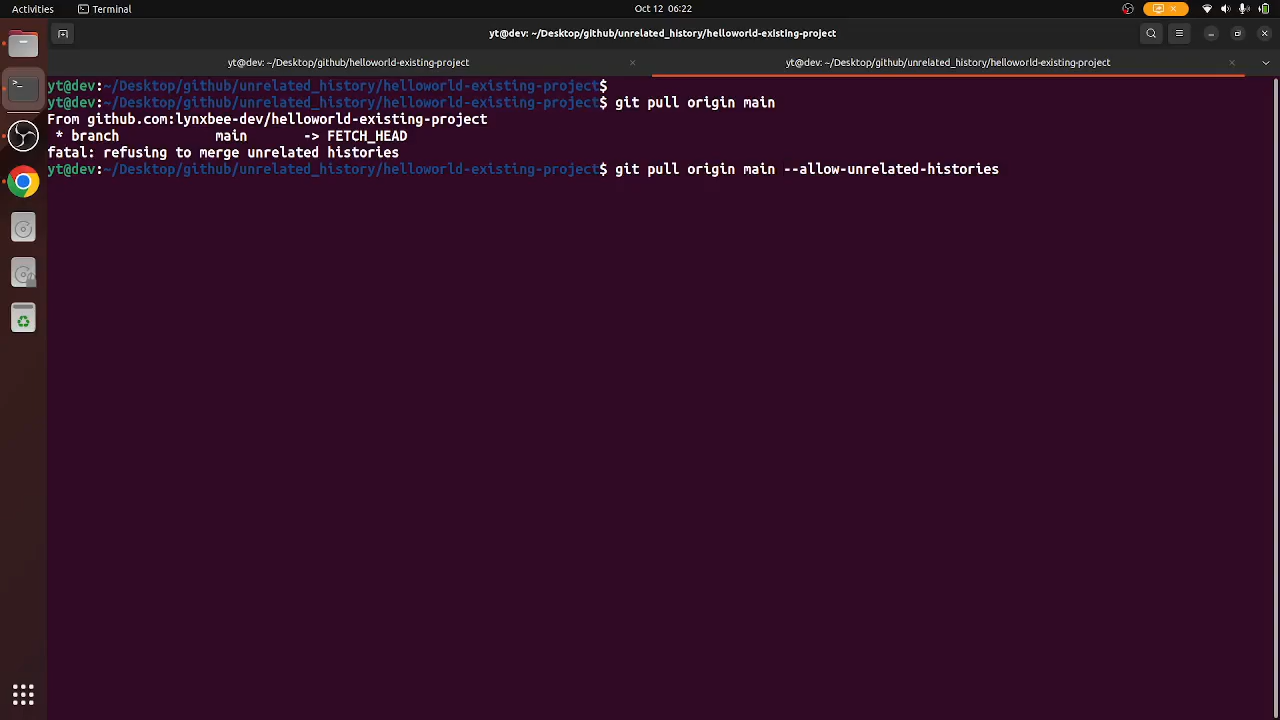 Activities
Terminal
Oct 12 06:22
yt@dev: ~/Desktop/github/unrelated_history/helloworld-existing-project
yt@dev: ~/Desktop/github/helloworld-existing-project
yt@dev: ~/Desktop/github/unrelated_history/helloworld-existing-project
yt@dev:~/Desktop/github/unrelated_history/helloworld-existing-project$
yt@dev:~/Desktop/github/unrelated_history/helloworld-existing-project$ git pull origin main
From github.com:lynxbee-dev/helloworld-existing-project
 * branch            main       -> FETCH_HEAD
fatal: refusing to merge unrelated histories
yt@dev:~/Desktop/github/unrelated_history/helloworld-existing-project$ git pull origin main --allow-unrelated-histories